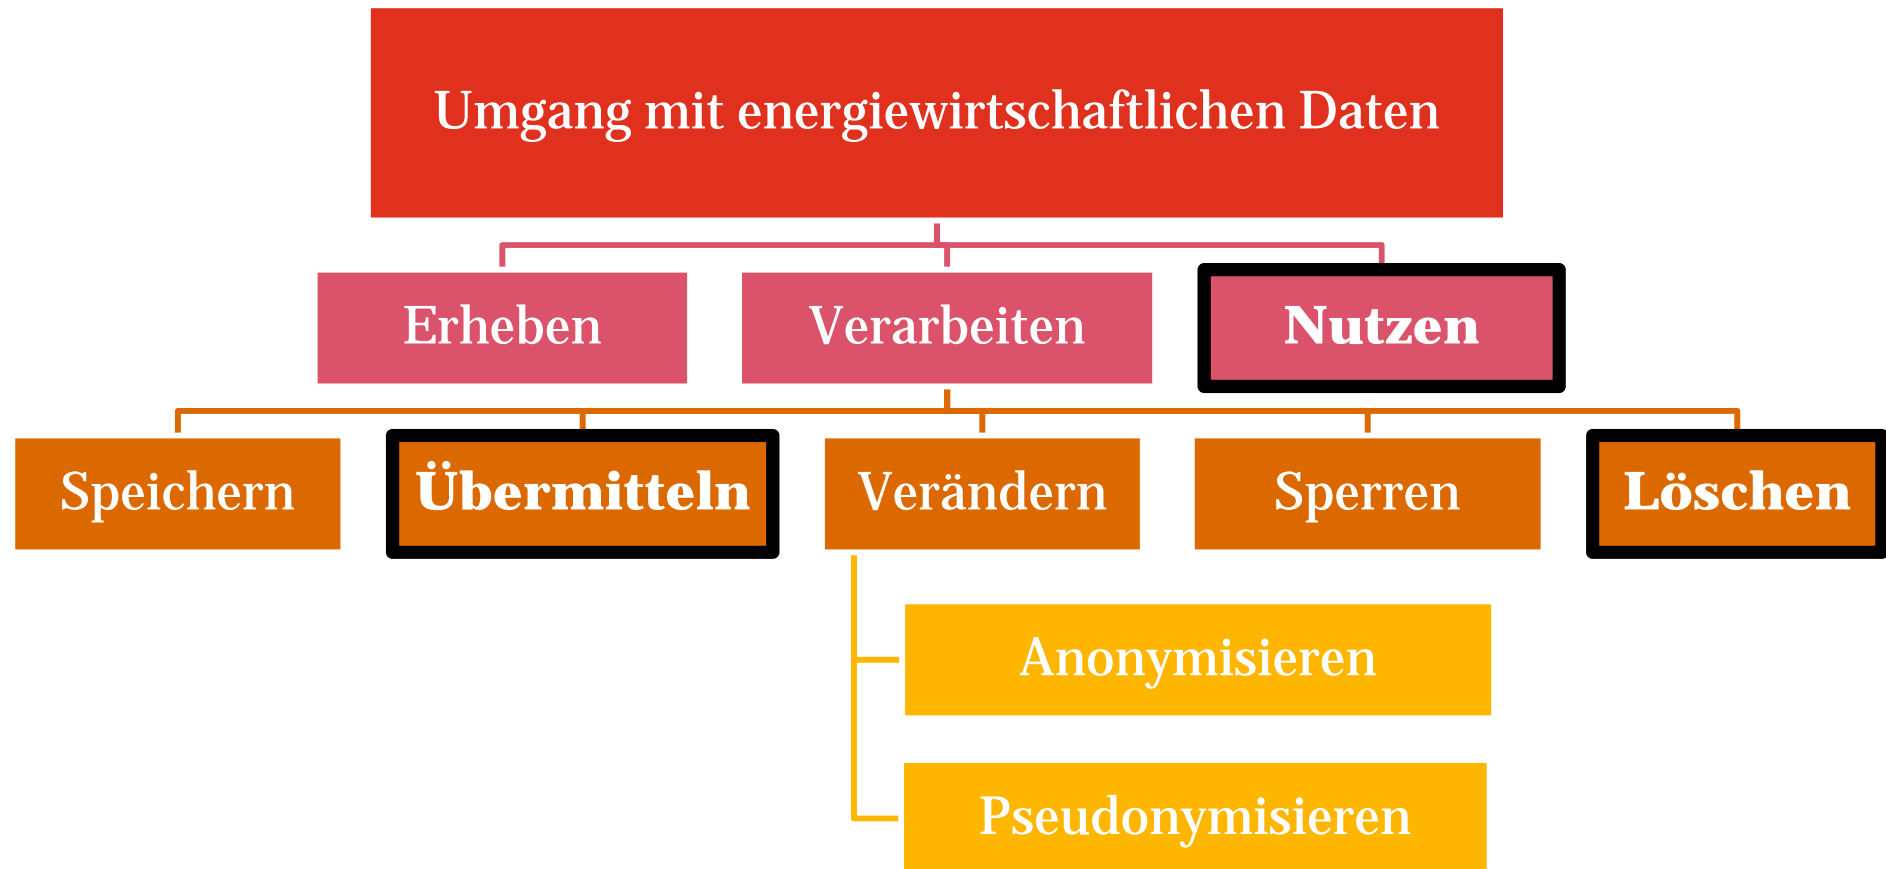 Umgang mit energiewirtschaftlichen Daten
Erheben
Verarbeiten
Nutzen
Speichern
Übermitteln
Verändern
Sperren
Löschen
Anonymisieren
Pseudonymisieren